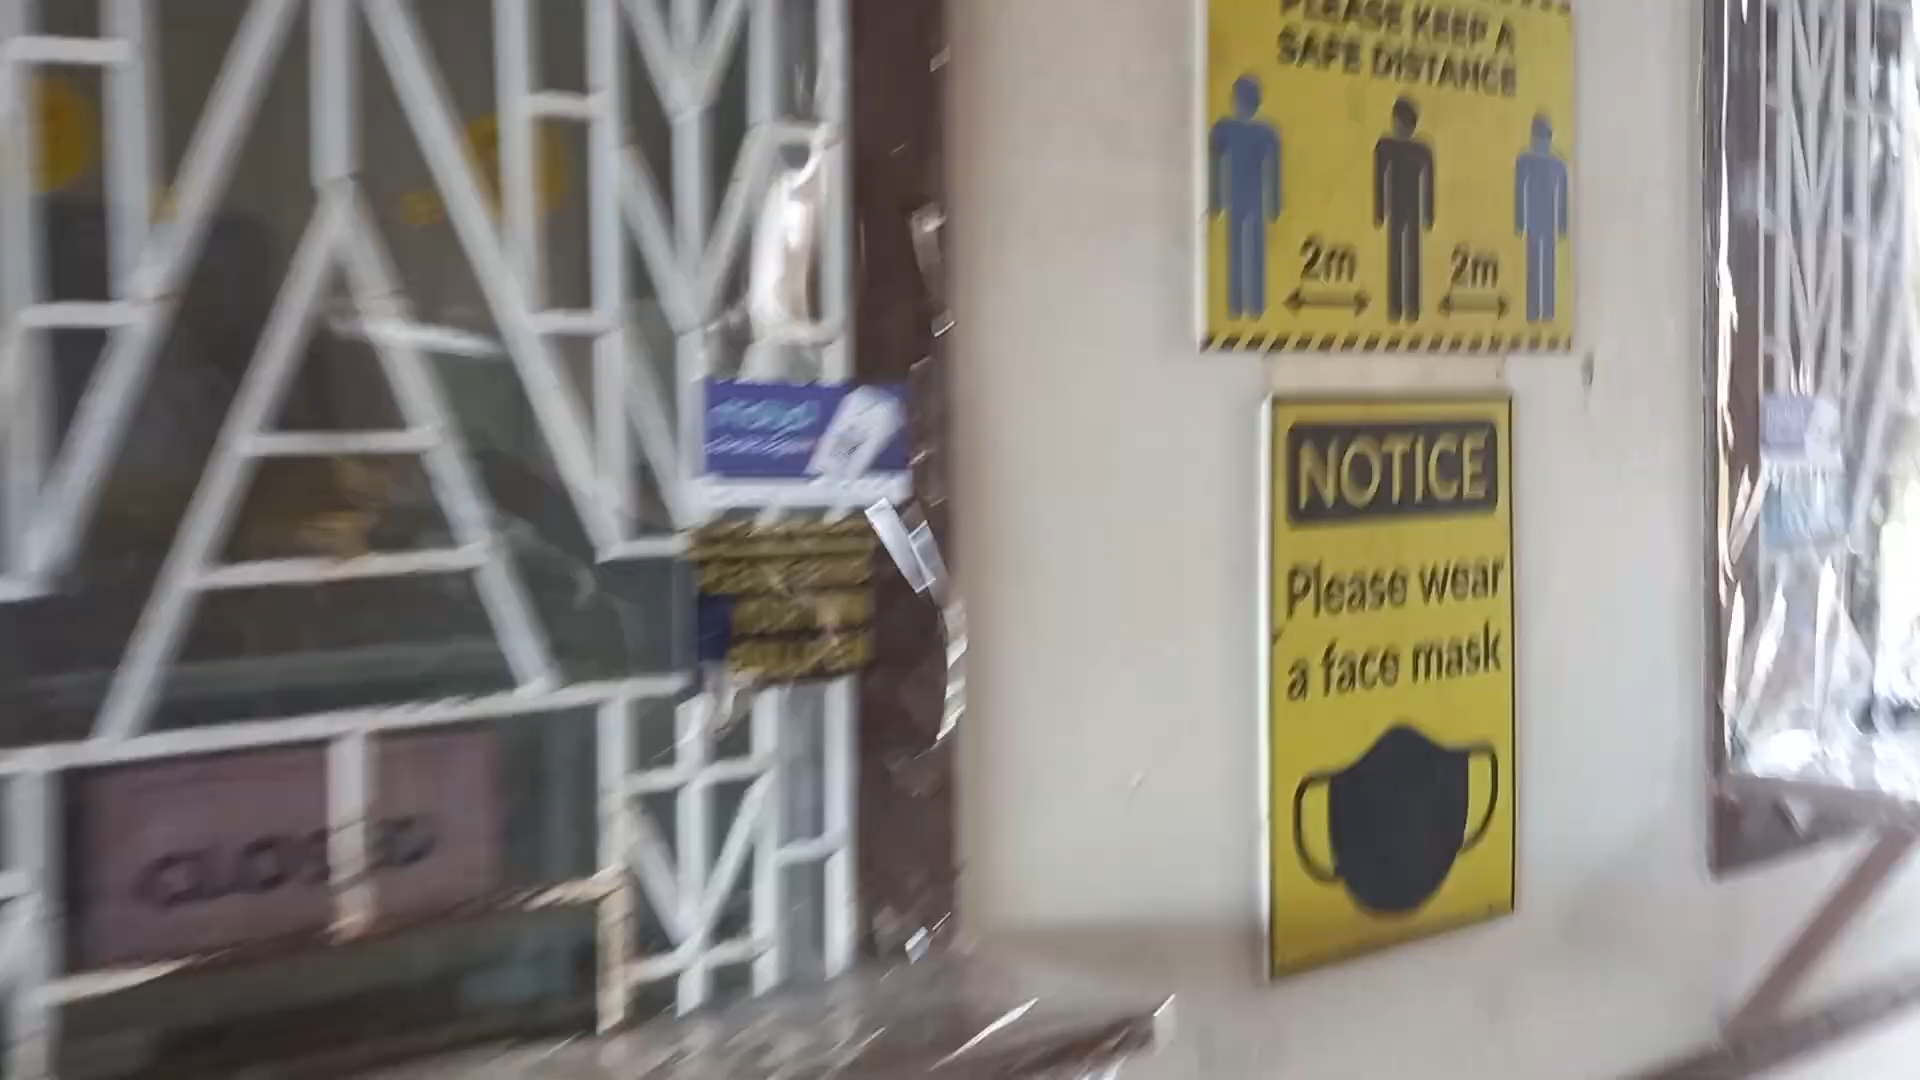 PLEASE KEEP A
SAFE DISTANCE
2m 2m
NOTICE
Please wear
a face mask
CLOSED